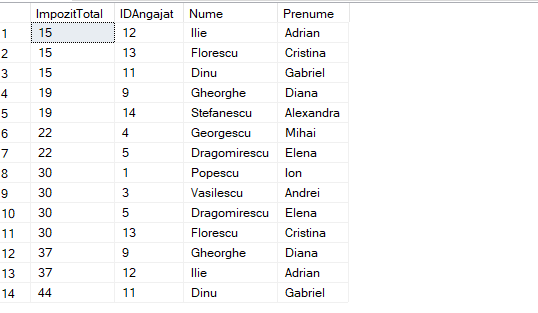 ImpozitTotal IDAngajat Nume Prenume
1 15 12 Ilie Adrian
2 15 13 Florescu Cristina
3 15 11 Dinu Gabriel
4 19 9 Gheorghe Diana
5 19 14 Stefanescu Alexandra
6 22 4 Georgescu Mihai
7 22 5 Dragomirescu Elena
8 30 1 Popescu Ion
9 30 3 Vasilescu Andrei
10 30 5 Dragomirescu Elena
11 30 13 Florescu Cristina
12 37 9 Gheorghe Diana
13 37 12 Ilie Adrian
14 44 11 Dinu Gabriel